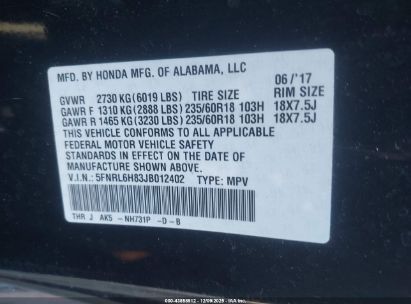 MFD. BY HONDA MFG. OF ALABAMA, LLC 06/'17
GVWR 2730 KG (6019 LBS) TIRE SIZE RIM SIZE
GAWR F 1310 KG (2888 LBS) 235/60R18 103H 18X7.5J
GAWR R 1465 KG (3230 LBS) 235/60R18 103H 18X7.5J
THIS VEHICLE CONFORMS TO ALL APPLICABLE
FEDERAL MOTOR VEHICLE SAFETY
STANDARDS IN EFFECT ON THE DATE OF
MANUFACTURE SHOWN ABOVE.
V.I.N.: 5FNRL6H83JB012402 TYPE: MPV
THR J AK5 -NH731P -D-B